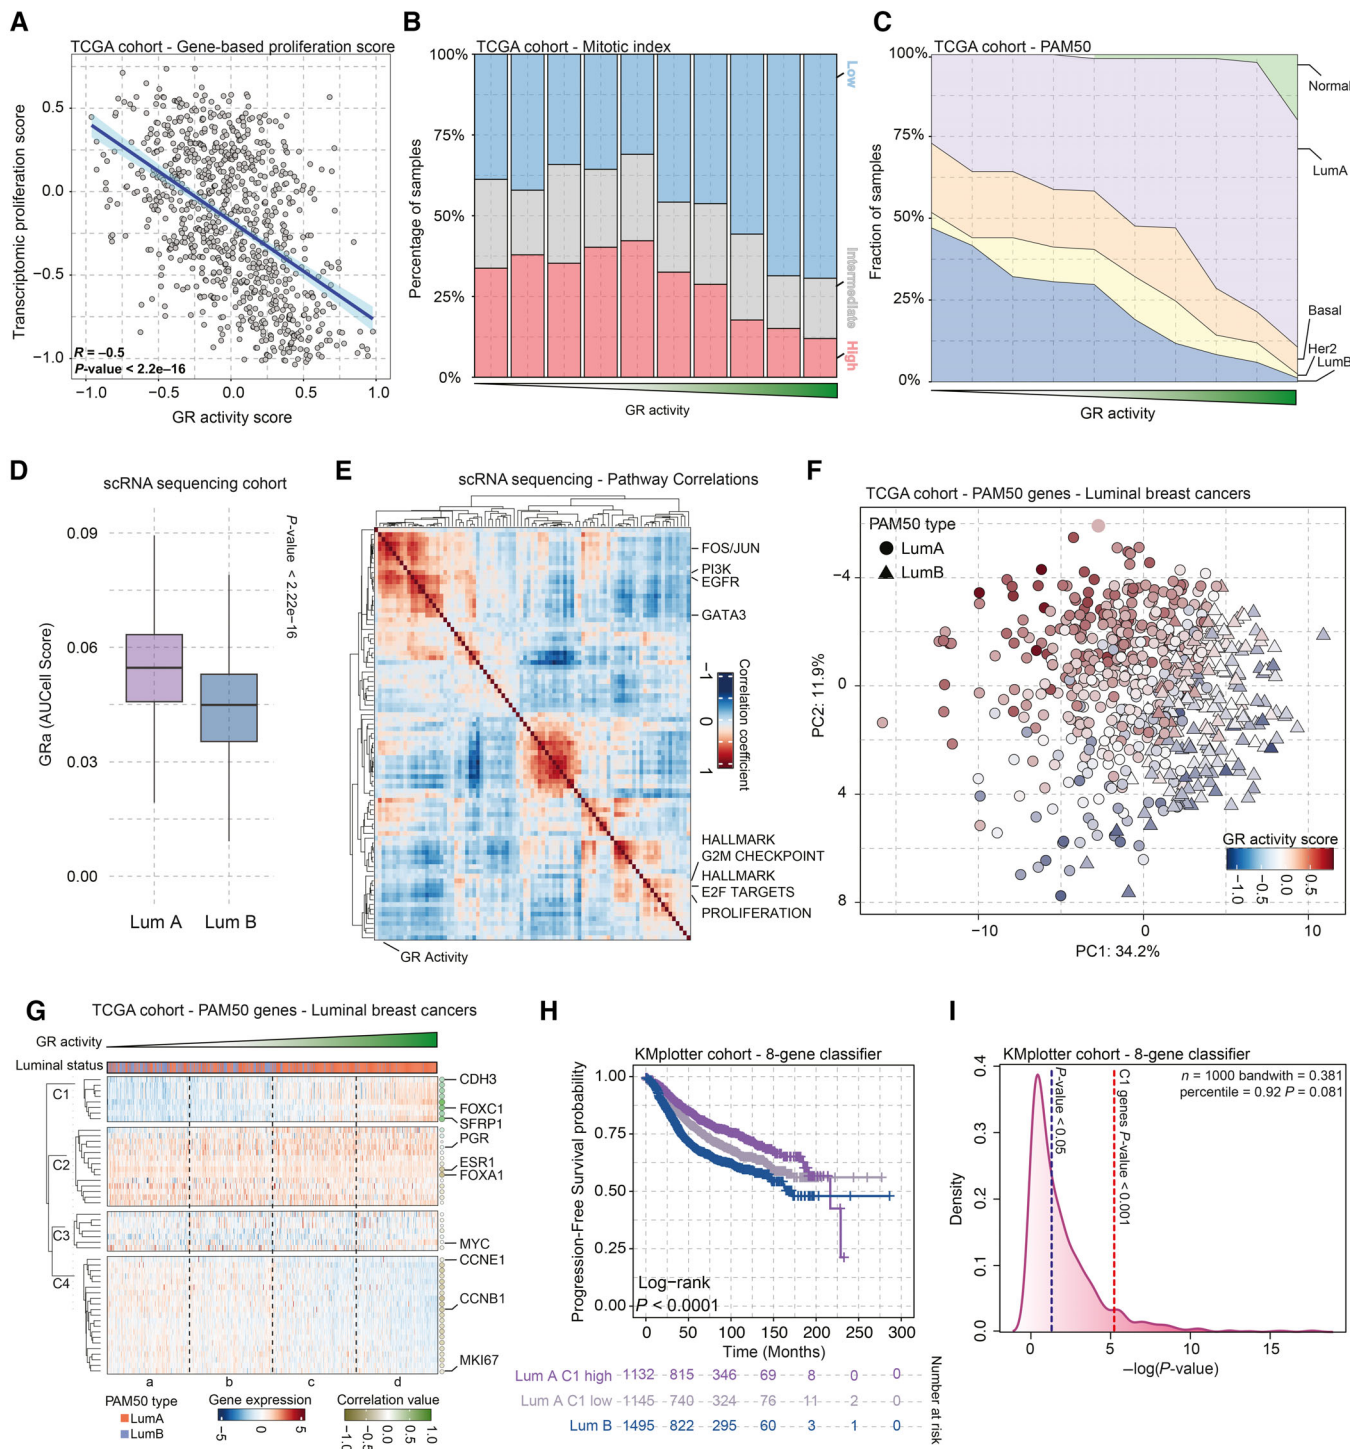 A
TCGA cohort - Gene-based proliferation score
Transcriptomic proliferation score
0.5
0.0
−0.5
−1.0
R = −0.5
P-value < 2.2e−16
−1.0 −0.5 0.0 0.5 1.0
GR activity score
B
TCGA cohort - Mitotic index
Percentage of samples
100%
75%
50%
25%
0%
Low
Intermediate
High
GR activity
C
TCGA cohort - PAM50
Fraction of samples
100%
75%
50%
25%
0%
Normal
LumA
Basal
Her2
LumB
GR activity
D
scRNA sequencing cohort
GRa (AUCell Score)
0.09
0.06
0.03
0.00
P-value < 2.22e−16
Lum A Lum B
E
scRNA sequencing - Pathway Correlations
FOS/JUN
PI3K
EGFR
GATA3
−1 0 1
Correlation coefficient
HALLMARK
G2M CHECKPOINT
HALLMARK
E2F TARGETS
PROLIFERATION
GR Activity
F
TCGA cohort - PAM50 genes - Luminal breast cancers
PAM50 type
LumA
LumB
PC2: 11.9%
−4
0
4
8
GR activity score
−1.0 −0.5 0.0 0.5
−10 0 10
PC1: 34.2%
G
TCGA cohort - PAM50 genes - Luminal breast cancers
GR activity
Luminal status
C1
C2
C3
C4
CDH3
FOXC1
SFRP1
PGR
ESR1
FOXA1
MYC
CCNE1
CCNB1
MKI67
a b c d
PAM50 type
LumA
LumB
Gene expression
−5 0 5
Correlation value
−1.0 −0.5 0.0 0.5 1.0
H
KMplotter cohort - 8-gene classifier
Progression-Free Survival probability
1.00
0.75
0.50
0.25
0.00
Log−rank
P < 0.0001
0 50 100 150 200 250 300
Time (Months)
Lum A C1 high 1132 815 346 69 8 0 0
Lum A C1 low 1145 740 324 76 11 2 0
Lum B 1495 822 295 60 3 1 0
Number at risk
I
KMplotter cohort - 8-gene classifier
n = 1000 bandwith = 0.381
percentile = 0.92 P = 0.081
P-value < 0.05
C1 genes P-value < 0.001
Density
0.4
0.3
0.2
0.1
0.0
0 5 10 15
−log(P-value)